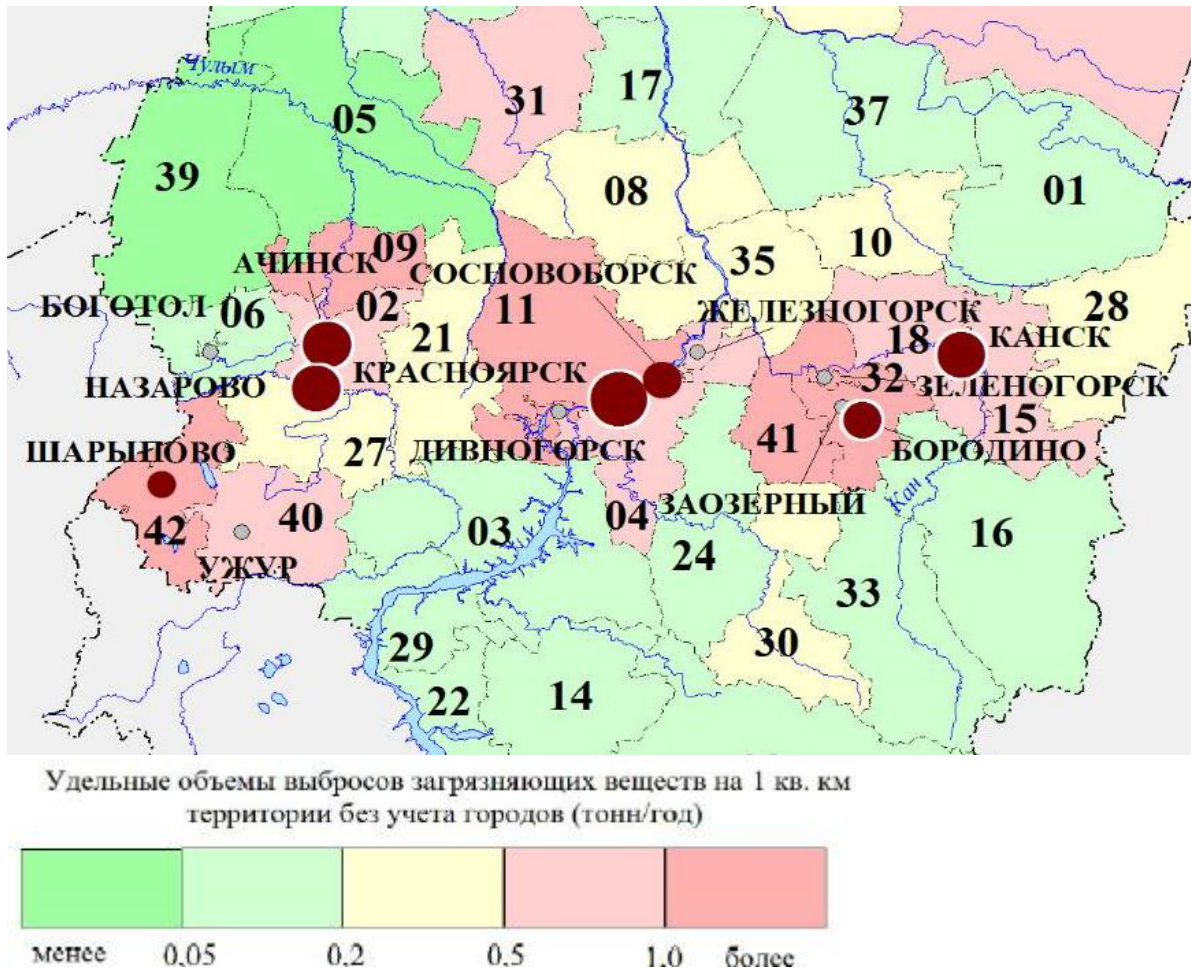 Чулым
31
17
05
37
39
08
01
10
09
АЧИНСК
СОСНОВОБОРСК
35
БОГОТОЛ
06
02
11
ЖЕЛЕЗНОГОРСК
28
21
18
КАНСК
НАЗАРОВО
КРАСНОЯРСК
32
ЗЕЛЕНОГОРСК
15
ШАРЫПОВО
27
ДИВНОГОРСК
41
БОРОДИНО
ЗАОЗЕРНЫЙ
Кан
42
40
03
04
16
УЖУР
24
33
29
30
22
14
Удельные объемы выбросов загрязняющих веществ на 1 кв. км
территории без учета городов (тонн/год)
менее 0,05 0,2 0,5 1,0 более